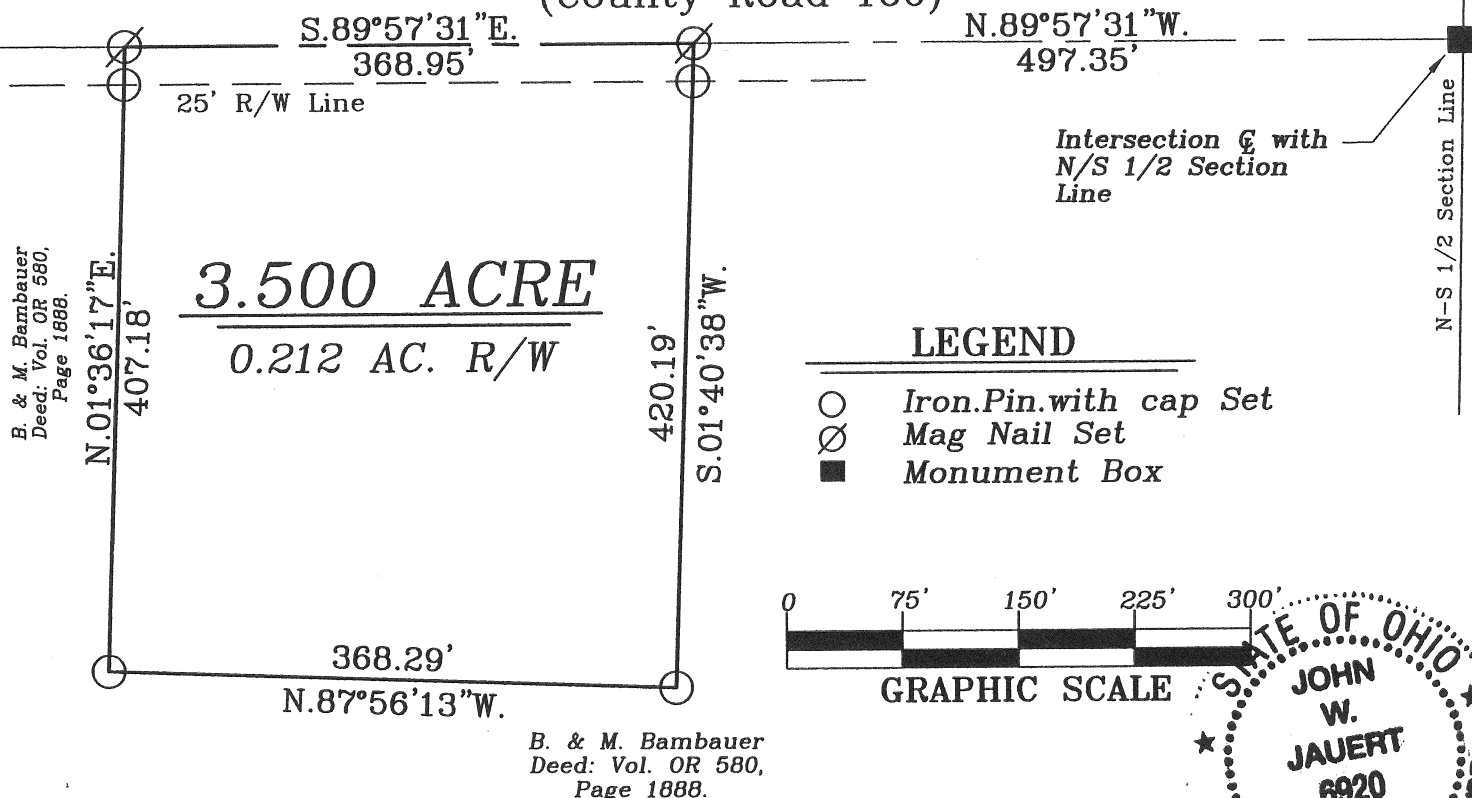 S.89°57'31"E.
368.95'
N.89°57'31"W.
497.35'
25' R/W Line
Intersection ℄ with
N/S 1/2 Section
Line
N-S 1/2 Section Line
B. & M. Bambauer
Deed: Vol. OR 580,
Page 1888.
N.01°36'17"E.
407.18'
3.500 ACRE
0.212 AC. R/W
420.19'
S.01°40'38"W.
LEGEND
Iron.Pin.with cap Set
Mag Nail Set
Monument Box
0 75' 150' 225' 300'
GRAPHIC SCALE
368.29'
N.87°56'13"W.
B. & M. Bambauer
Deed: Vol. OR 580,
Page 1888.
STATE OF OHIO
JOHN
W.
JAUERT
6920